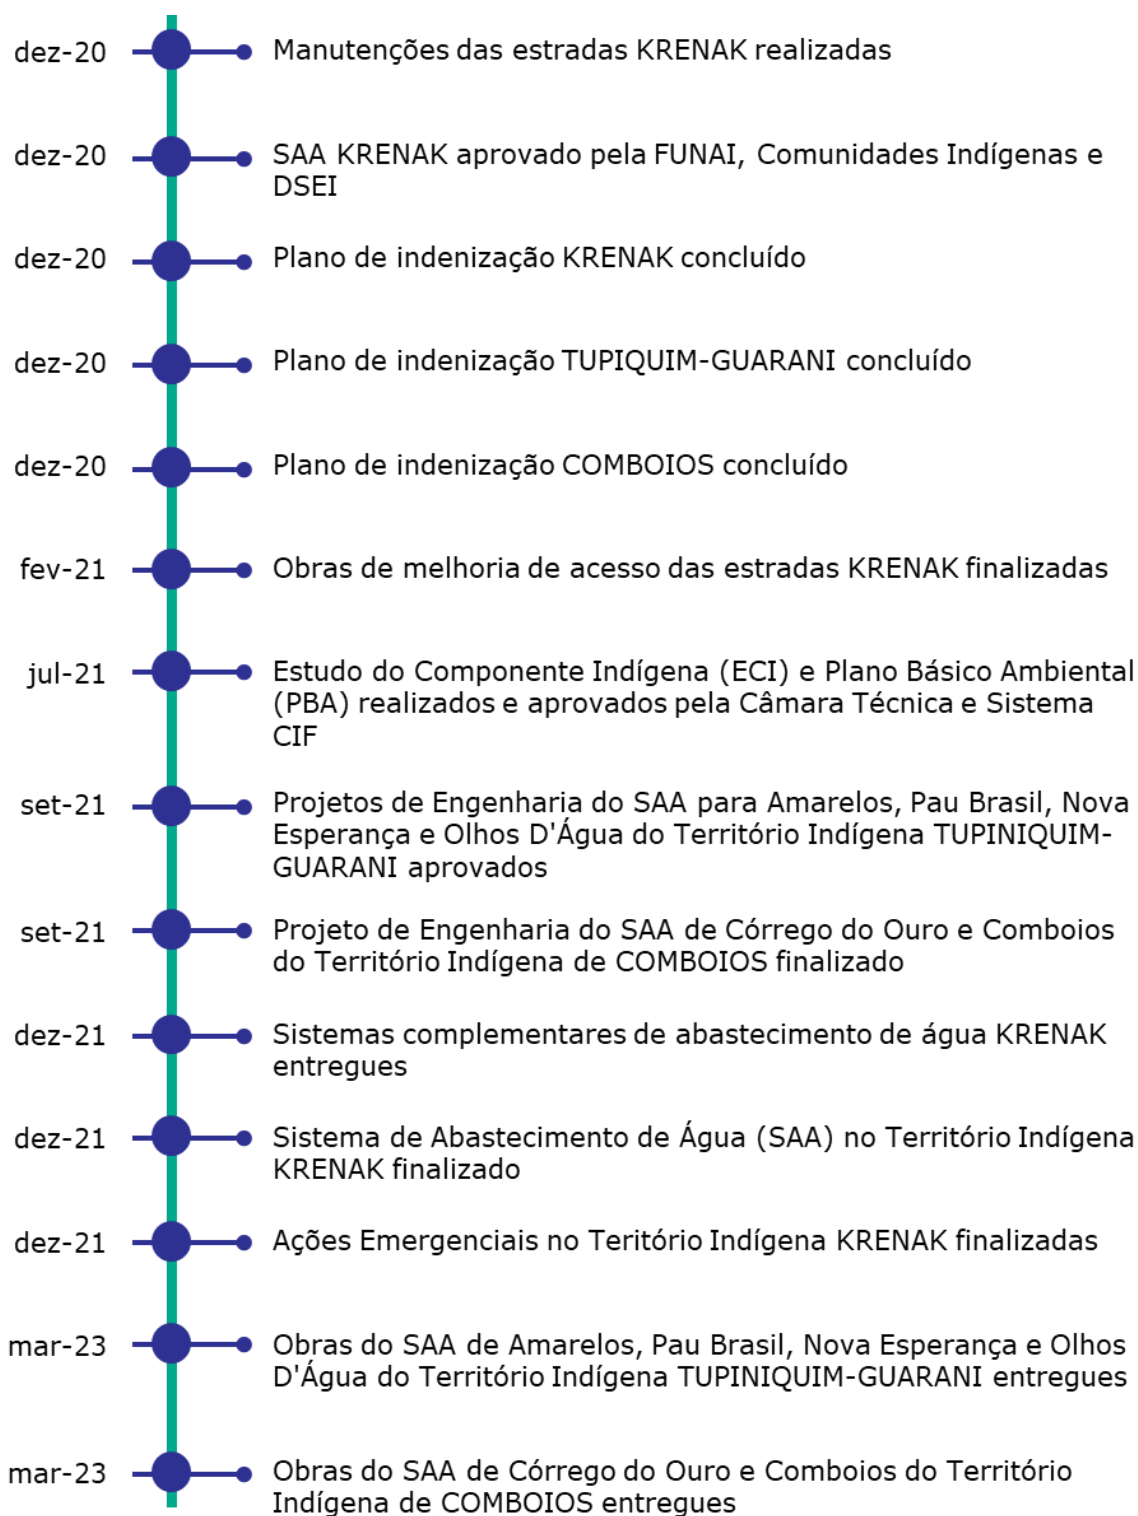 dez-20 Manutenções das estradas KRENAK realizadas
dez-20 SAA KRENAK aprovado pela FUNAI, Comunidades Indígenas e
DSEI
dez-20 Plano de indenização KRENAK concluído
dez-20 Plano de indenização TUPIQUIM-GUARANI concluído
dez-20 Plano de indenização COMBOIOS concluído
fev-21 Obras de melhoria de acesso das estradas KRENAK finalizadas
jul-21 Estudo do Componente Indígena (ECI) e Plano Básico Ambiental
(PBA) realizados e aprovados pela Câmara Técnica e Sistema
CIF
set-21 Projetos de Engenharia do SAA para Amarelos, Pau Brasil, Nova
Esperança e Olhos D'Água do Território Indígena TUPINIQUIM-
GUARANI aprovados
set-21 Projeto de Engenharia do SAA de Córrego do Ouro e Comboios
do Território Indígena de COMBOIOS finalizado
dez-21 Sistemas complementares de abastecimento de água KRENAK
entregues
dez-21 Sistema de Abastecimento de Água (SAA) no Território Indígena
KRENAK finalizado
dez-21 Ações Emergenciais no Teritório Indígena KRENAK finalizadas
mar-23 Obras do SAA de Amarelos, Pau Brasil, Nova Esperança e Olhos
D'Água do Território Indígena TUPINIQUIM-GUARANI entregues
mar-23 Obras do SAA de Córrego do Ouro e Comboios do Território
Indígena de COMBOIOS entregues